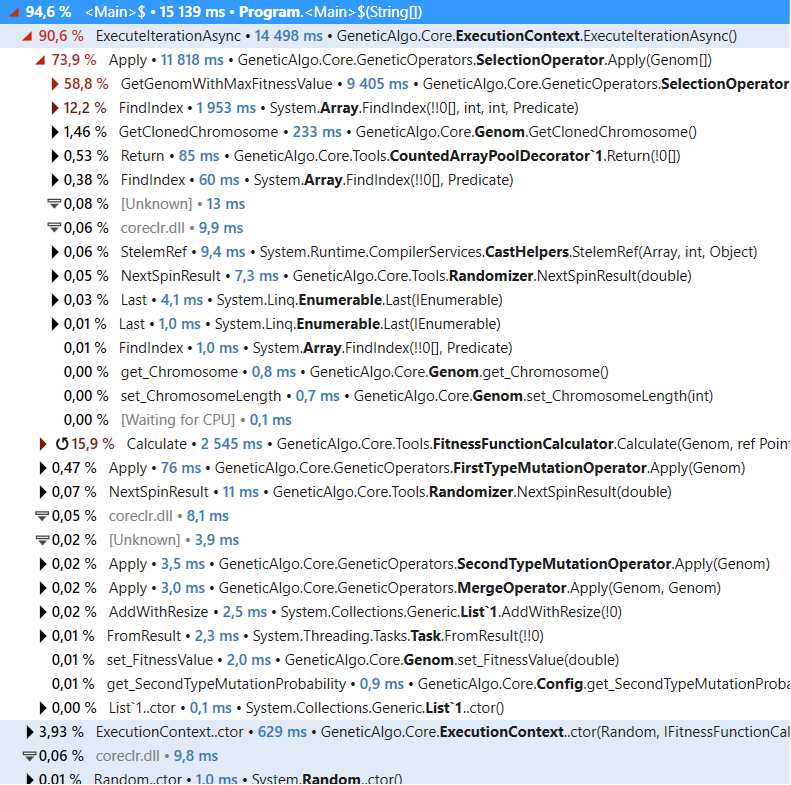 94,6 % <Main>$ • 15 139 ms • Program.<Main>$(String[])
90,6 % ExecuteIterationAsync • 14 498 ms • GeneticAlgo.Core.ExecutionContext.ExecuteIterationAsync()
73,9 % Apply • 11 818 ms • GeneticAlgo.Core.GeneticOperators.SelectionOperator.Apply(Genom[])
58,8 % GetGenomWithMaxFitnessValue • 9 405 ms • GeneticAlgo.Core.GeneticOperators.SelectionOperator
12,2 % FindIndex • 1 953 ms • System.Array.FindIndex(!!0[], int, int, Predicate)
1,46 % GetClonedChromosome • 233 ms • GeneticAlgo.Core.Genom.GetClonedChromosome()
0,53 % Return • 85 ms • GeneticAlgo.Core.Tools.CountedArrayPoolDecorator`1.Return(!0[])
0,38 % FindIndex • 60 ms • System.Array.FindIndex(!!0[], Predicate)
0,08 % [Unknown] • 13 ms
0,06 % coreclr.dll • 9,9 ms
0,06 % StelemRef • 9,4 ms • System.Runtime.CompilerServices.CastHelpers.StelemRef(Array, int, Object)
0,05 % NextSpinResult • 7,3 ms • GeneticAlgo.Core.Tools.Randomizer.NextSpinResult(double)
0,03 % Last • 4,1 ms • System.Linq.Enumerable.Last(IEnumerable)
0,01 % Last • 1,0 ms • System.Linq.Enumerable.Last(IEnumerable)
0,01 % FindIndex • 1,0 ms • System.Array.FindIndex(!!0[], Predicate)
0,00 % get_Chromosome • 0,8 ms • GeneticAlgo.Core.Genom.get_Chromosome()
0,00 % set_ChromosomeLength • 0,7 ms • GeneticAlgo.Core.Genom.set_ChromosomeLength(int)
0,00 % [Waiting for CPU] • 0,1 ms
15,9 % Calculate • 2 545 ms • GeneticAlgo.Core.Tools.FitnessFunctionCalculator.Calculate(Genom, ref Poin
0,47 % Apply • 76 ms • GeneticAlgo.Core.GeneticOperators.FirstTypeMutationOperator.Apply(Genom)
0,07 % NextSpinResult • 11 ms • GeneticAlgo.Core.Tools.Randomizer.NextSpinResult(double)
0,05 % coreclr.dll • 8,1 ms
0,02 % [Unknown] • 3,9 ms
0,02 % Apply • 3,5 ms • GeneticAlgo.Core.GeneticOperators.SecondTypeMutationOperator.Apply(Genom)
0,02 % Apply • 3,0 ms • GeneticAlgo.Core.GeneticOperators.MergeOperator.Apply(Genom, Genom)
0,02 % AddWithResize • 2,5 ms • System.Collections.Generic.List`1.AddWithResize(!0)
0,01 % FromResult • 2,3 ms • System.Threading.Tasks.Task.FromResult(!!0)
0,01 % set_FitnessValue • 2,0 ms • GeneticAlgo.Core.Genom.set_FitnessValue(double)
0,01 % get_SecondTypeMutationProbability • 0,9 ms • GeneticAlgo.Core.Config.get_SecondTypeMutationProba
0,00 % List`1..ctor • 0,1 ms • System.Collections.Generic.List`1..ctor()
3,93 % ExecutionContext..ctor • 629 ms • GeneticAlgo.Core.ExecutionContext..ctor(Random, IFitnessFunctionCal
0,06 % coreclr.dll • 9,8 ms
0,01 % Random..ctor • 1,0 ms • System.Random..ctor()